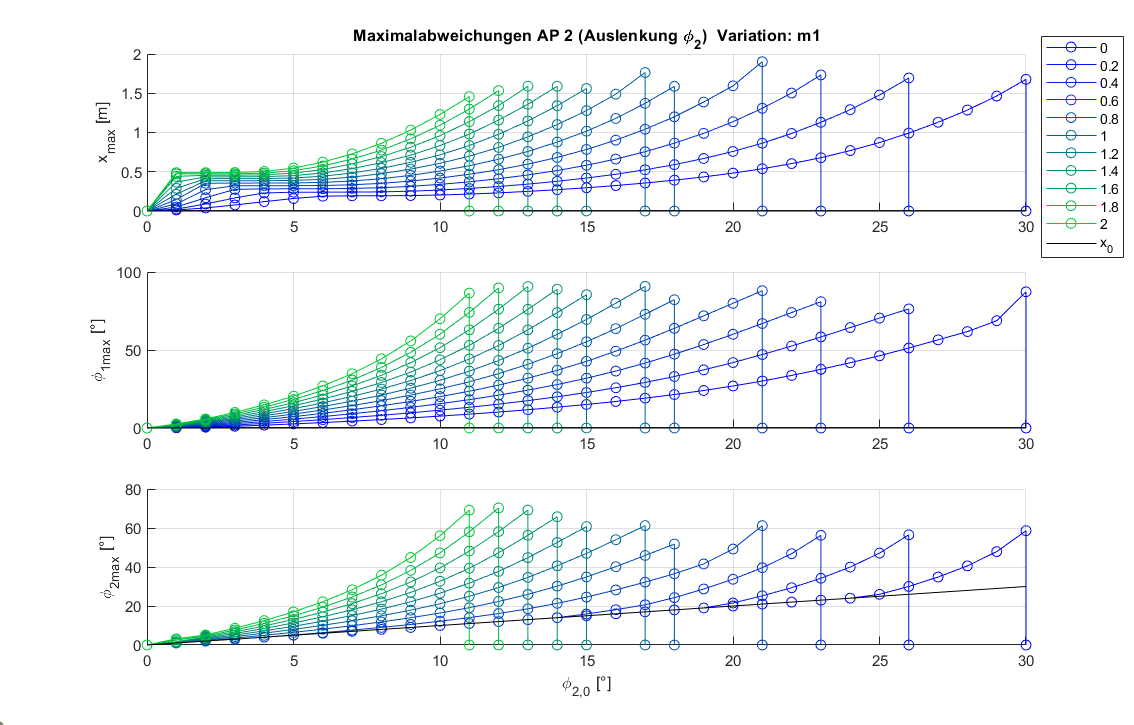 Maximalabweichungen AP 2 (Auslenkung ϕ₂) Variation: m1
x_max [m]
2
1.5
1
0.5
0
0 5 10 15 20 25 30
ϕ_1max [°]
100
50
0
0 5 10 15 20 25 30
ϕ_2max [°]
80
60
40
20
0
0 5 10 15 20 25 30
ϕ_2,0 [°]
0
0.2
0.4
0.6
0.8
1
1.2
1.4
1.6
1.8
2
x₀